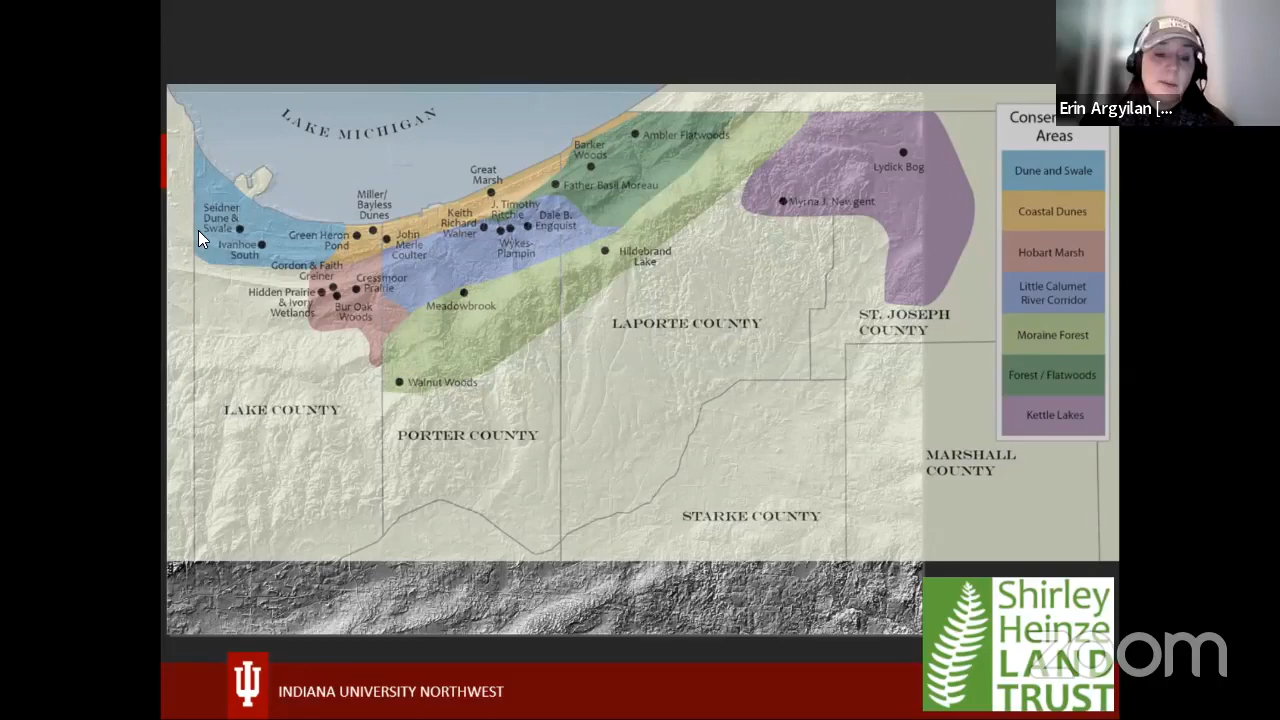 Erin Argyilan [...
LAKE MICHIGAN
Conser
Areas
Dune and Swale
Coastal Dunes
Hobart Marsh
Little Calumet
River Corridor
Moraine Forest
Forest / Flatwoods
Kettle Lakes
Ambler Flatwoods
Barker
Woods
Father Basil Moreau
Great
Marsh
Lydick Bog
Myrna J. Newgent
Miller/
Bayless
Dunes
Seidner
Dune &
Swale
Ivanhoe
South
Green Heron
Pond
John
Merle
Coulter
Keith
Richard
Walner
J. Timothy
Ritchie
Dale B.
Engquist
Wykes-
Plampin
Hildebrand
Lake
Gordon & Faith
Greiner
Cressmoor
Prairie
Hidden Prairie
& Ivory
Wetlands
Bur Oak
Woods
Meadowbrook
Walnut Woods
LAPORTE COUNTY
ST. JOSEPH
COUNTY
LAKE COUNTY
PORTER COUNTY
MARSHALL
COUNTY
STARKE COUNTY
INDIANA UNIVERSITY NORTHWEST
Shirley
Heinze
LAND
TRUST
zoom